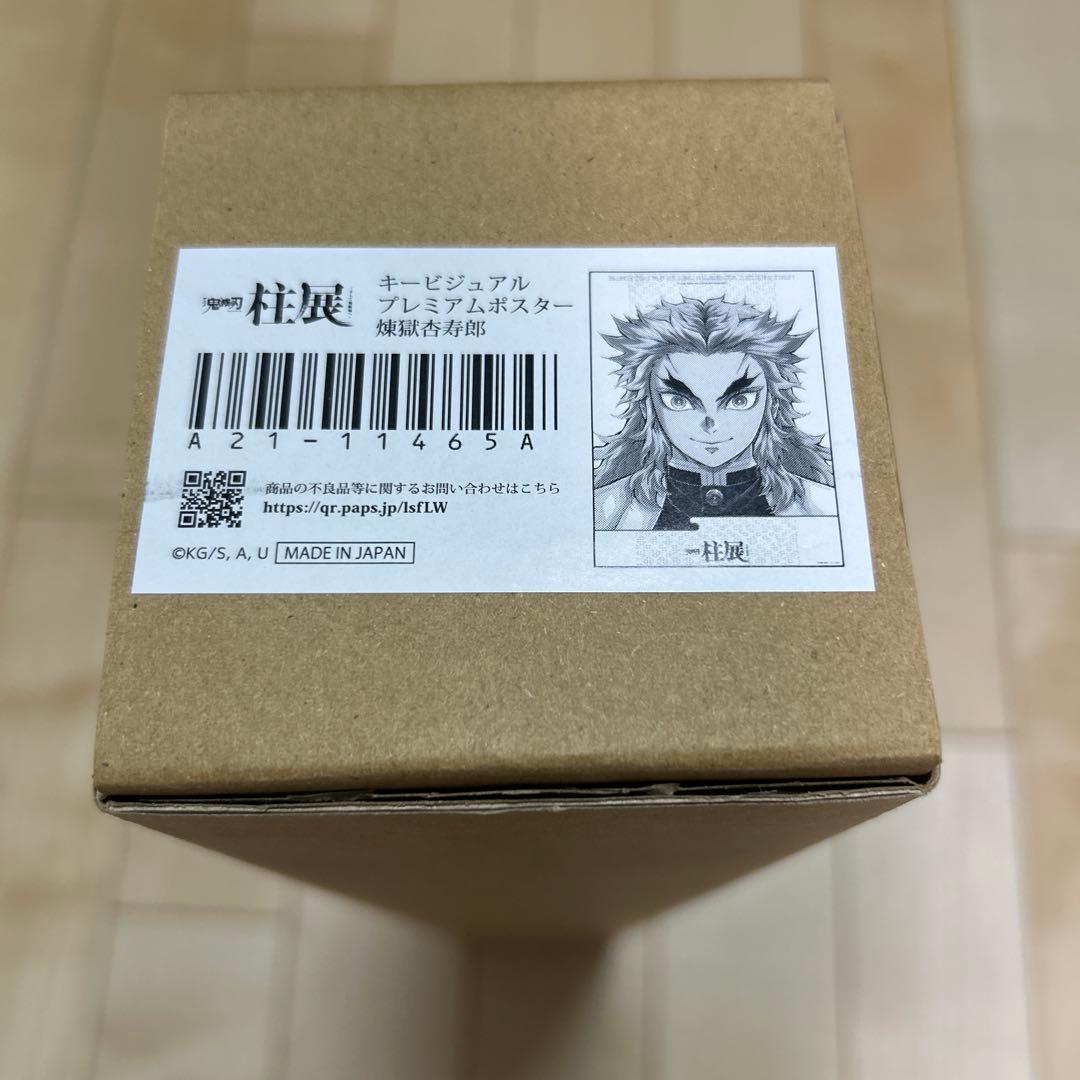 鬼滅の刃 柱展
キービジュアル
プレミアムポスター
煉獄杏寿郎
A21-11465A
商品の不良品等に関するお問い合わせはこちら
https://qr.paps.jp/lsfLW
©KG/S, A, U MADE IN JAPAN
柱展